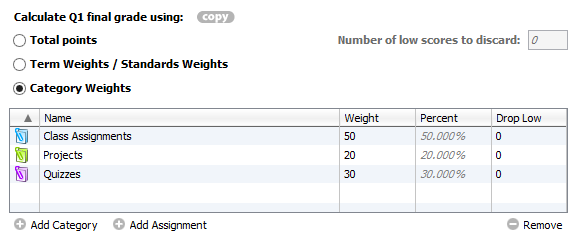 Calculate Q1 final grade using: copy
Total points Number of low scores to discard: 0
Term Weights / Standards Weights
Category Weights
Name Weight Percent Drop Low
Class Assignments 50 50.000% 0
Projects 20 20.000% 0
Quizzes 30 30.000% 0
Add Category Add Assignment Remove